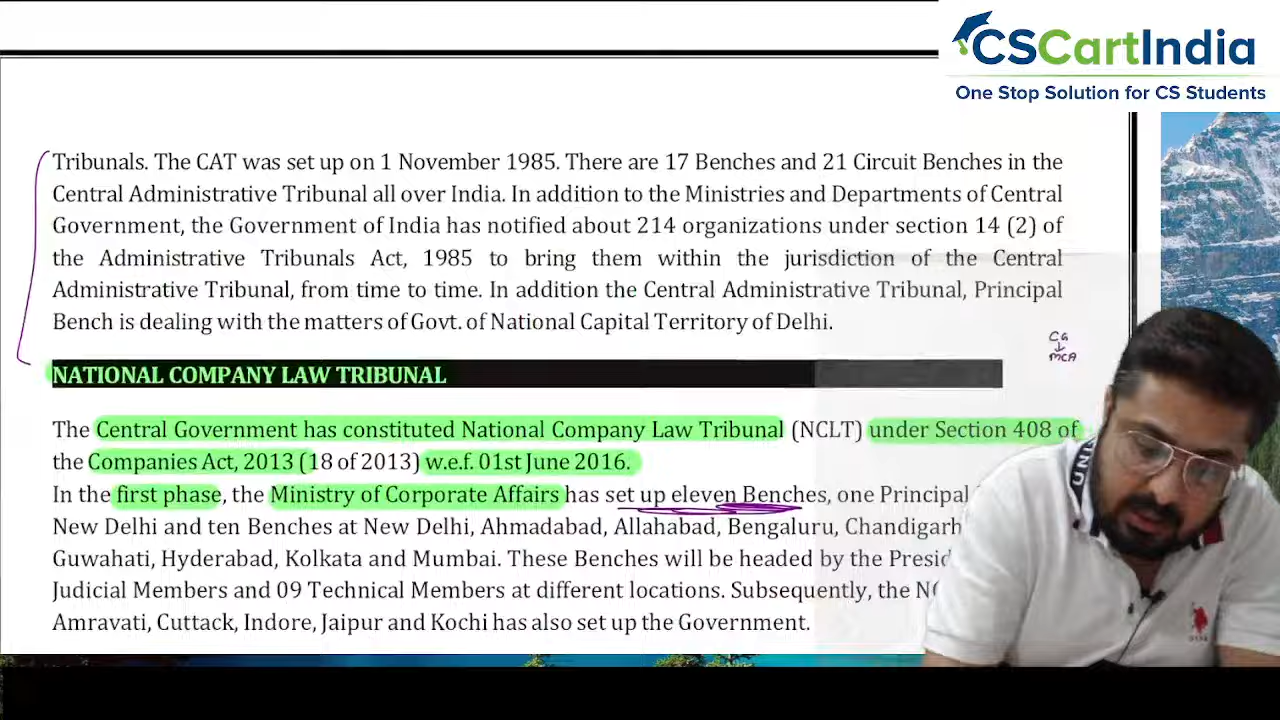 CSCartIndia
One Stop Solution for CS Students
Tribunals. The CAT was set up on 1 November 1985. There are 17 Benches and 21 Circuit Benches in the
Central Administrative Tribunal all over India. In addition to the Ministries and Departments of Central
Government, the Government of India has notified about 214 organizations under section 14 (2) of
the Administrative Tribunals Act, 1985 to bring them within the jurisdiction of the Central
Administrative Tribunal, from time to time. In addition the Central Administrative Tribunal, Principal
Bench is dealing with the matters of Govt. of National Capital Territory of Delhi.
CG
MCA
NATIONAL COMPANY LAW TRIBUNAL
The Central Government has constituted National Company Law Tribunal (NCLT) under Section 408 of
the Companies Act, 2013 (18 of 2013) w.e.f. 01st June 2016.
In the first phase, the Ministry of Corporate Affairs has set up eleven Benches, one Principal
New Delhi and ten Benches at New Delhi, Ahmadabad, Allahabad, Bengaluru, Chandigarh
Guwahati, Hyderabad, Kolkata and Mumbai. These Benches will be headed by the
Judicial Members and 09 Technical Members at different locations. Subsequently, the
Amravati, Cuttack, Indore, Jaipur and Kochi has also set up the Government.